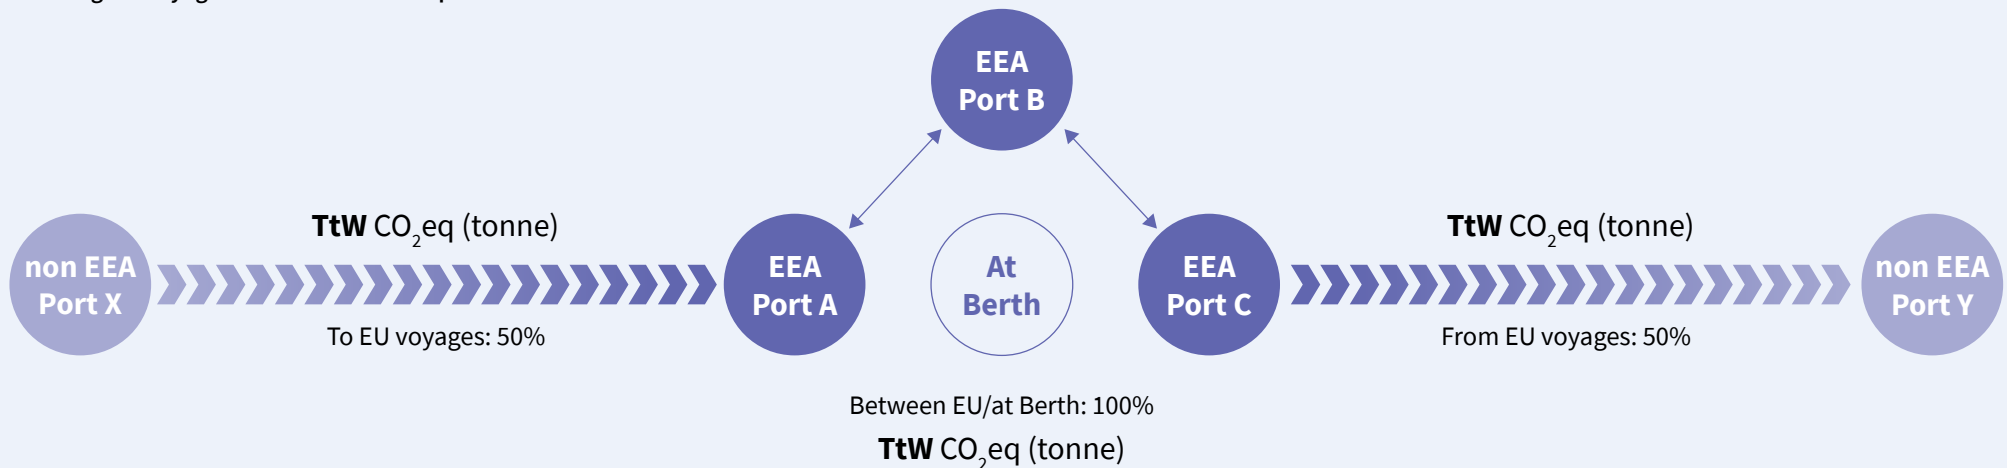 EEA
Port B
TtW CO₂eq (tonne)
TtW CO₂eq (tonne)
non EEA
Port X
EEA
Port A
At
Berth
EEA
Port C
non EEA
Port Y
To EU voyages: 50%
From EU voyages: 50%
Between EU/at Berth: 100%
TtW CO₂eq (tonne)